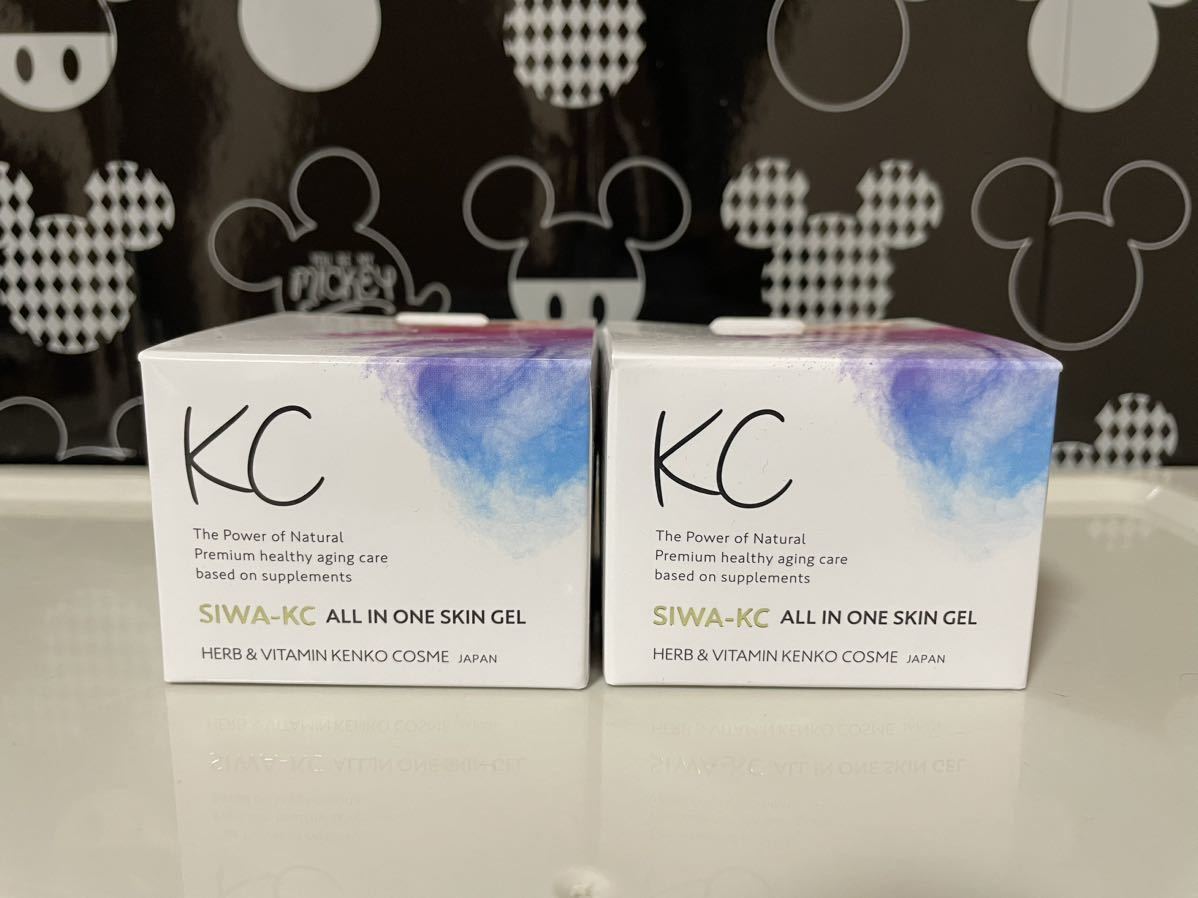 MICKEY
KC
The Power of Natural
Premium healthy aging care
based on supplements
SIWA-KC ALL IN ONE SKIN GEL
HERB & VITAMIN KENKO COSME JAPAN
KC
The Power of Natural
Premium healthy aging care
based on supplements
SIWA-KC ALL IN ONE SKIN GEL
HERB & VITAMIN KENKO COSME JAPAN